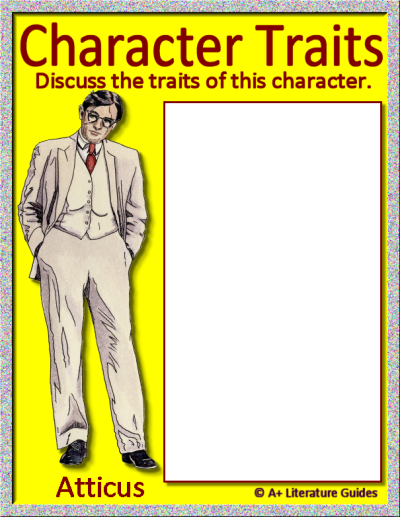 Character Traits
Discuss the traits of this character.
Atticus
© A+ Literature Guides